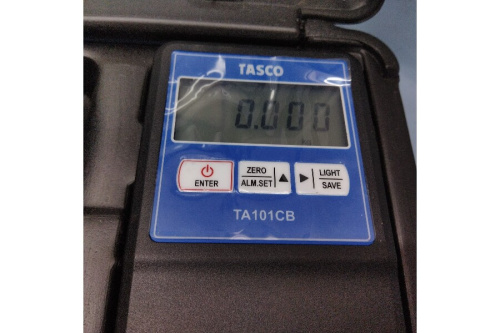 TASCO
0.000
ENTER
ZERO
ALM.SET
LIGHT
SAVE
TA101CB